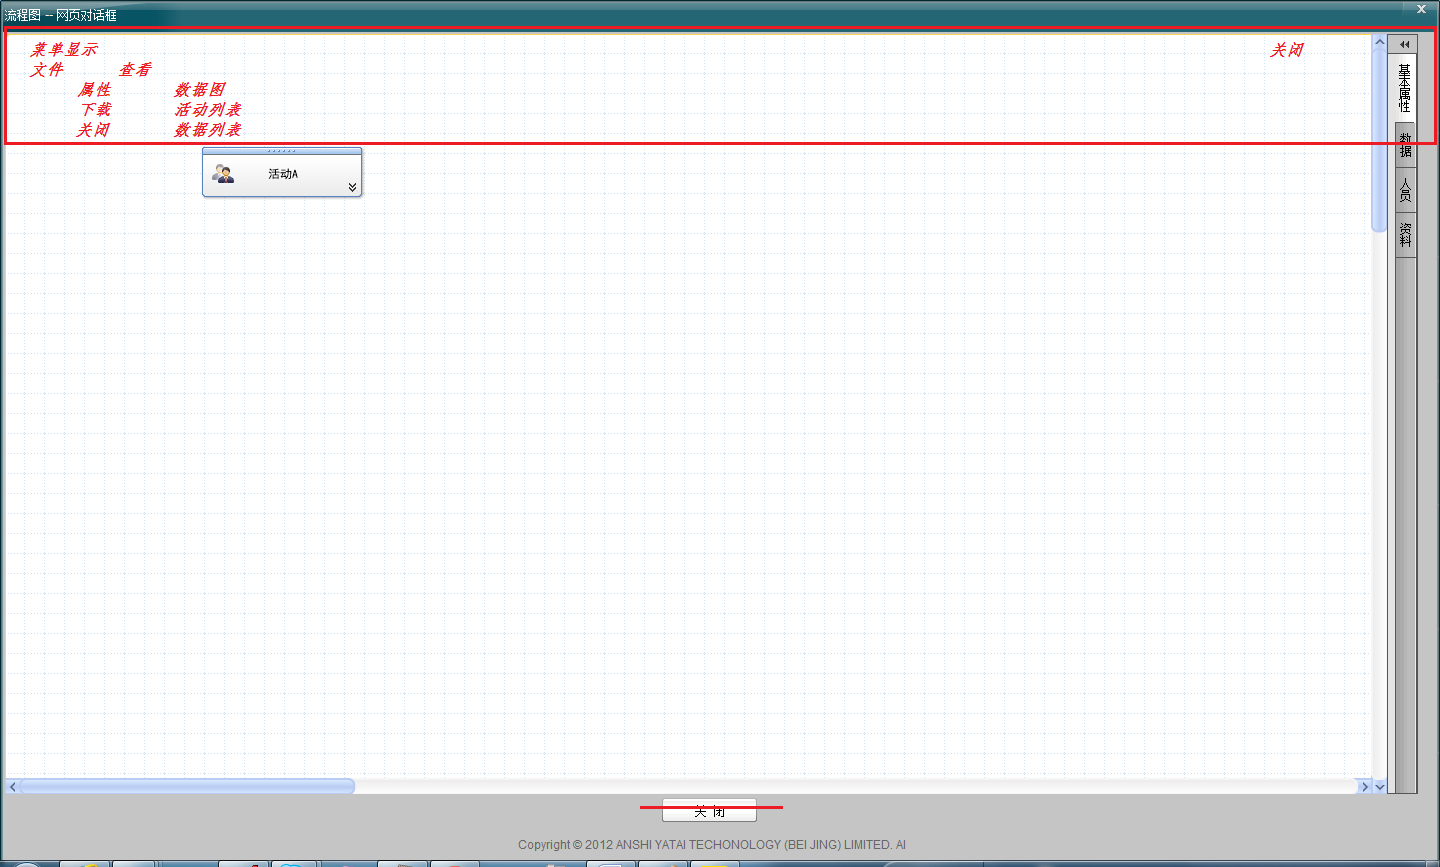 流程图 -- 网页对话框
菜单显示 关闭
文件 查看
属性 数据图
下载 活动列表
关闭 数据列表
活动A
基本属性
数据
人员
资料
关 闭
Copyright © 2012 ANSHI YATAI TECHONOLOGY (BEI JING) LIMITED. AI